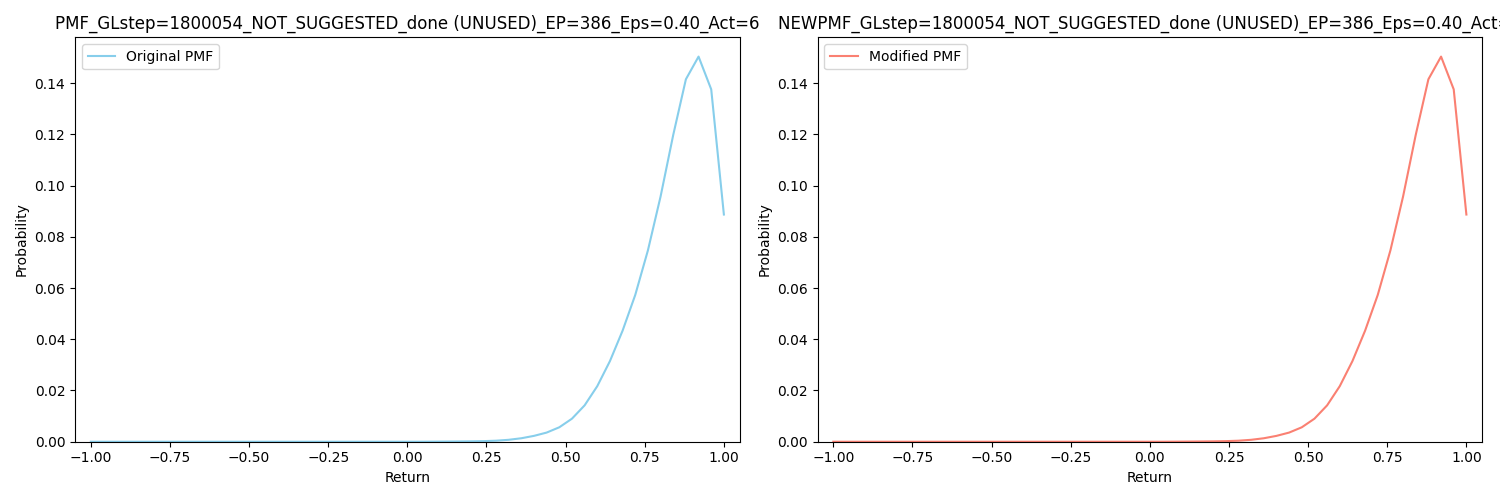 PMF_GLstep=1800054_NOT_SUGGESTED_done (UNUSED)_EP=386_Eps=0.40_Act=6
Original PMF
0.14
0.12
0.10
0.08
0.06
0.04
0.02
0.00
Probability
−1.00 −0.75 −0.50 −0.25 0.00 0.25 0.50 0.75 1.00
Return
NEWPMF_GLstep=1800054_NOT_SUGGESTED_done (UNUSED)_EP=386_Eps=0.40_Act=
Modified PMF
0.14
0.12
0.10
0.08
0.06
0.04
0.02
0.00
Probability
−1.00 −0.75 −0.50 −0.25 0.00 0.25 0.50 0.75 1.00
Return